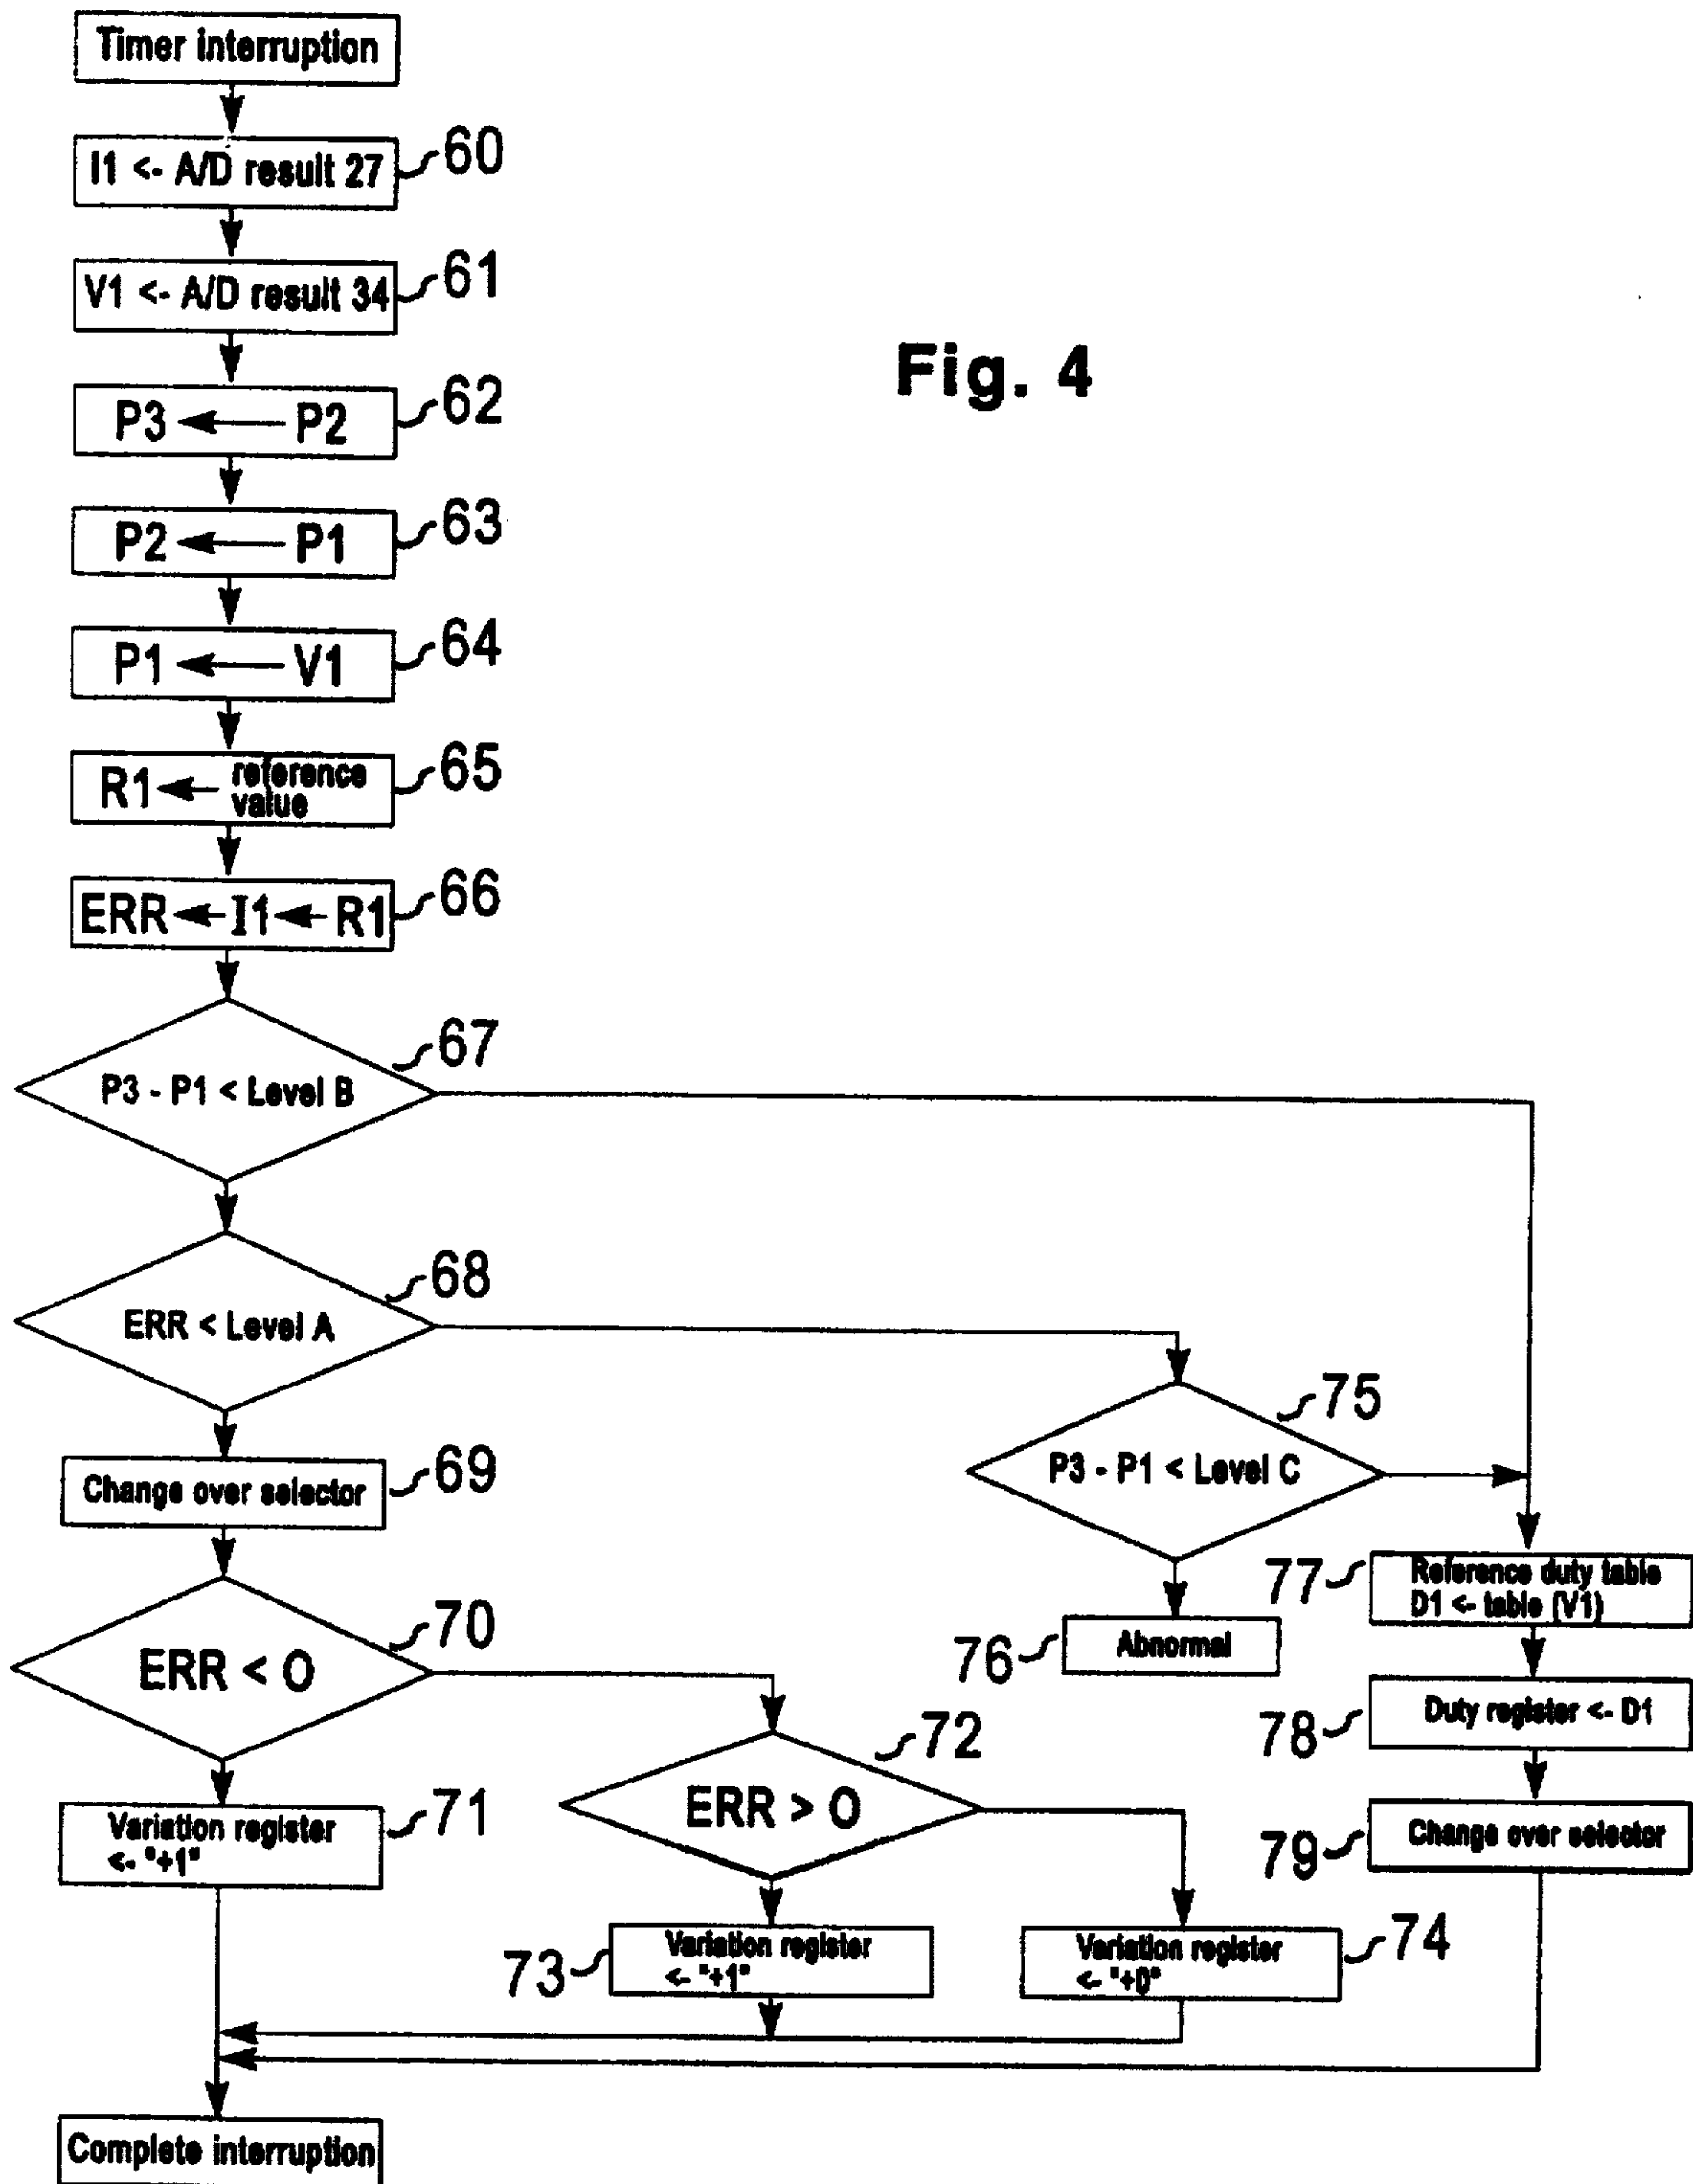 Timer interruption
I1 <- A/D result 27
60
V1 <- A/D result 34
61
Fig. 4
P3 ← P2
62
P2 ← P1
63
P1 ← V1
64
R1 ← reference
value
65
ERR ← I1 ← R1
66
67
P3 - P1 < Level B
68
ERR < Level A
75
P3 - P1 < Level C
Change over selector
69
77
Reference duty table
D1 <- table (V1)
70
ERR < 0
76
Abnormal
78
Duty register <- D1
72
ERR > 0
71
Variation register
<- "+1"
79
Change over selector
73
Variation register
<- "+1"
74
Variation register
<- "+0"
Complete interruption